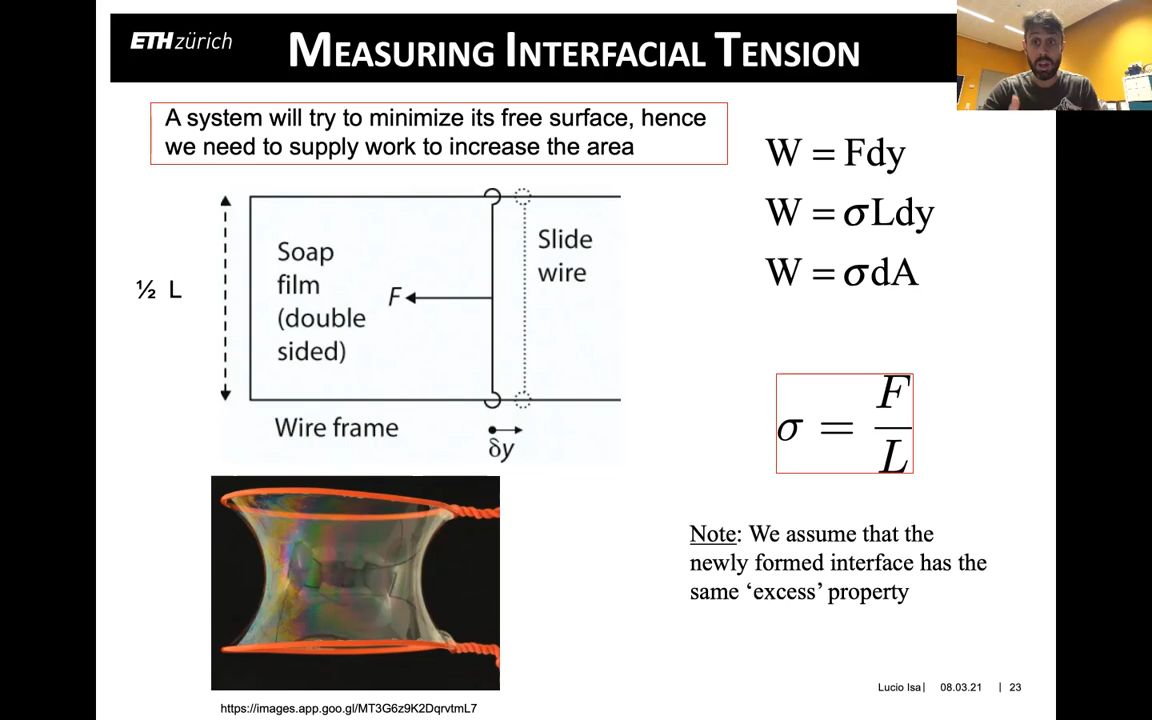 ETH zürich
MEASURING INTERFACIAL TENSION
A system will try to minimize its free surface, hence
we need to supply work to increase the area
W = Fdy
W = σLdy
W = σdA
½ L
Soap
film
(double
sided)
F
Slide
wire
Wire frame
δy
σ = F/L
Note: We assume that the
newly formed interface has the
same ‘excess’ property
https://images.app.goo.gl/MT3G6z9K2DqrvtmL7
Lucio Isa| 08.03.21 | 23